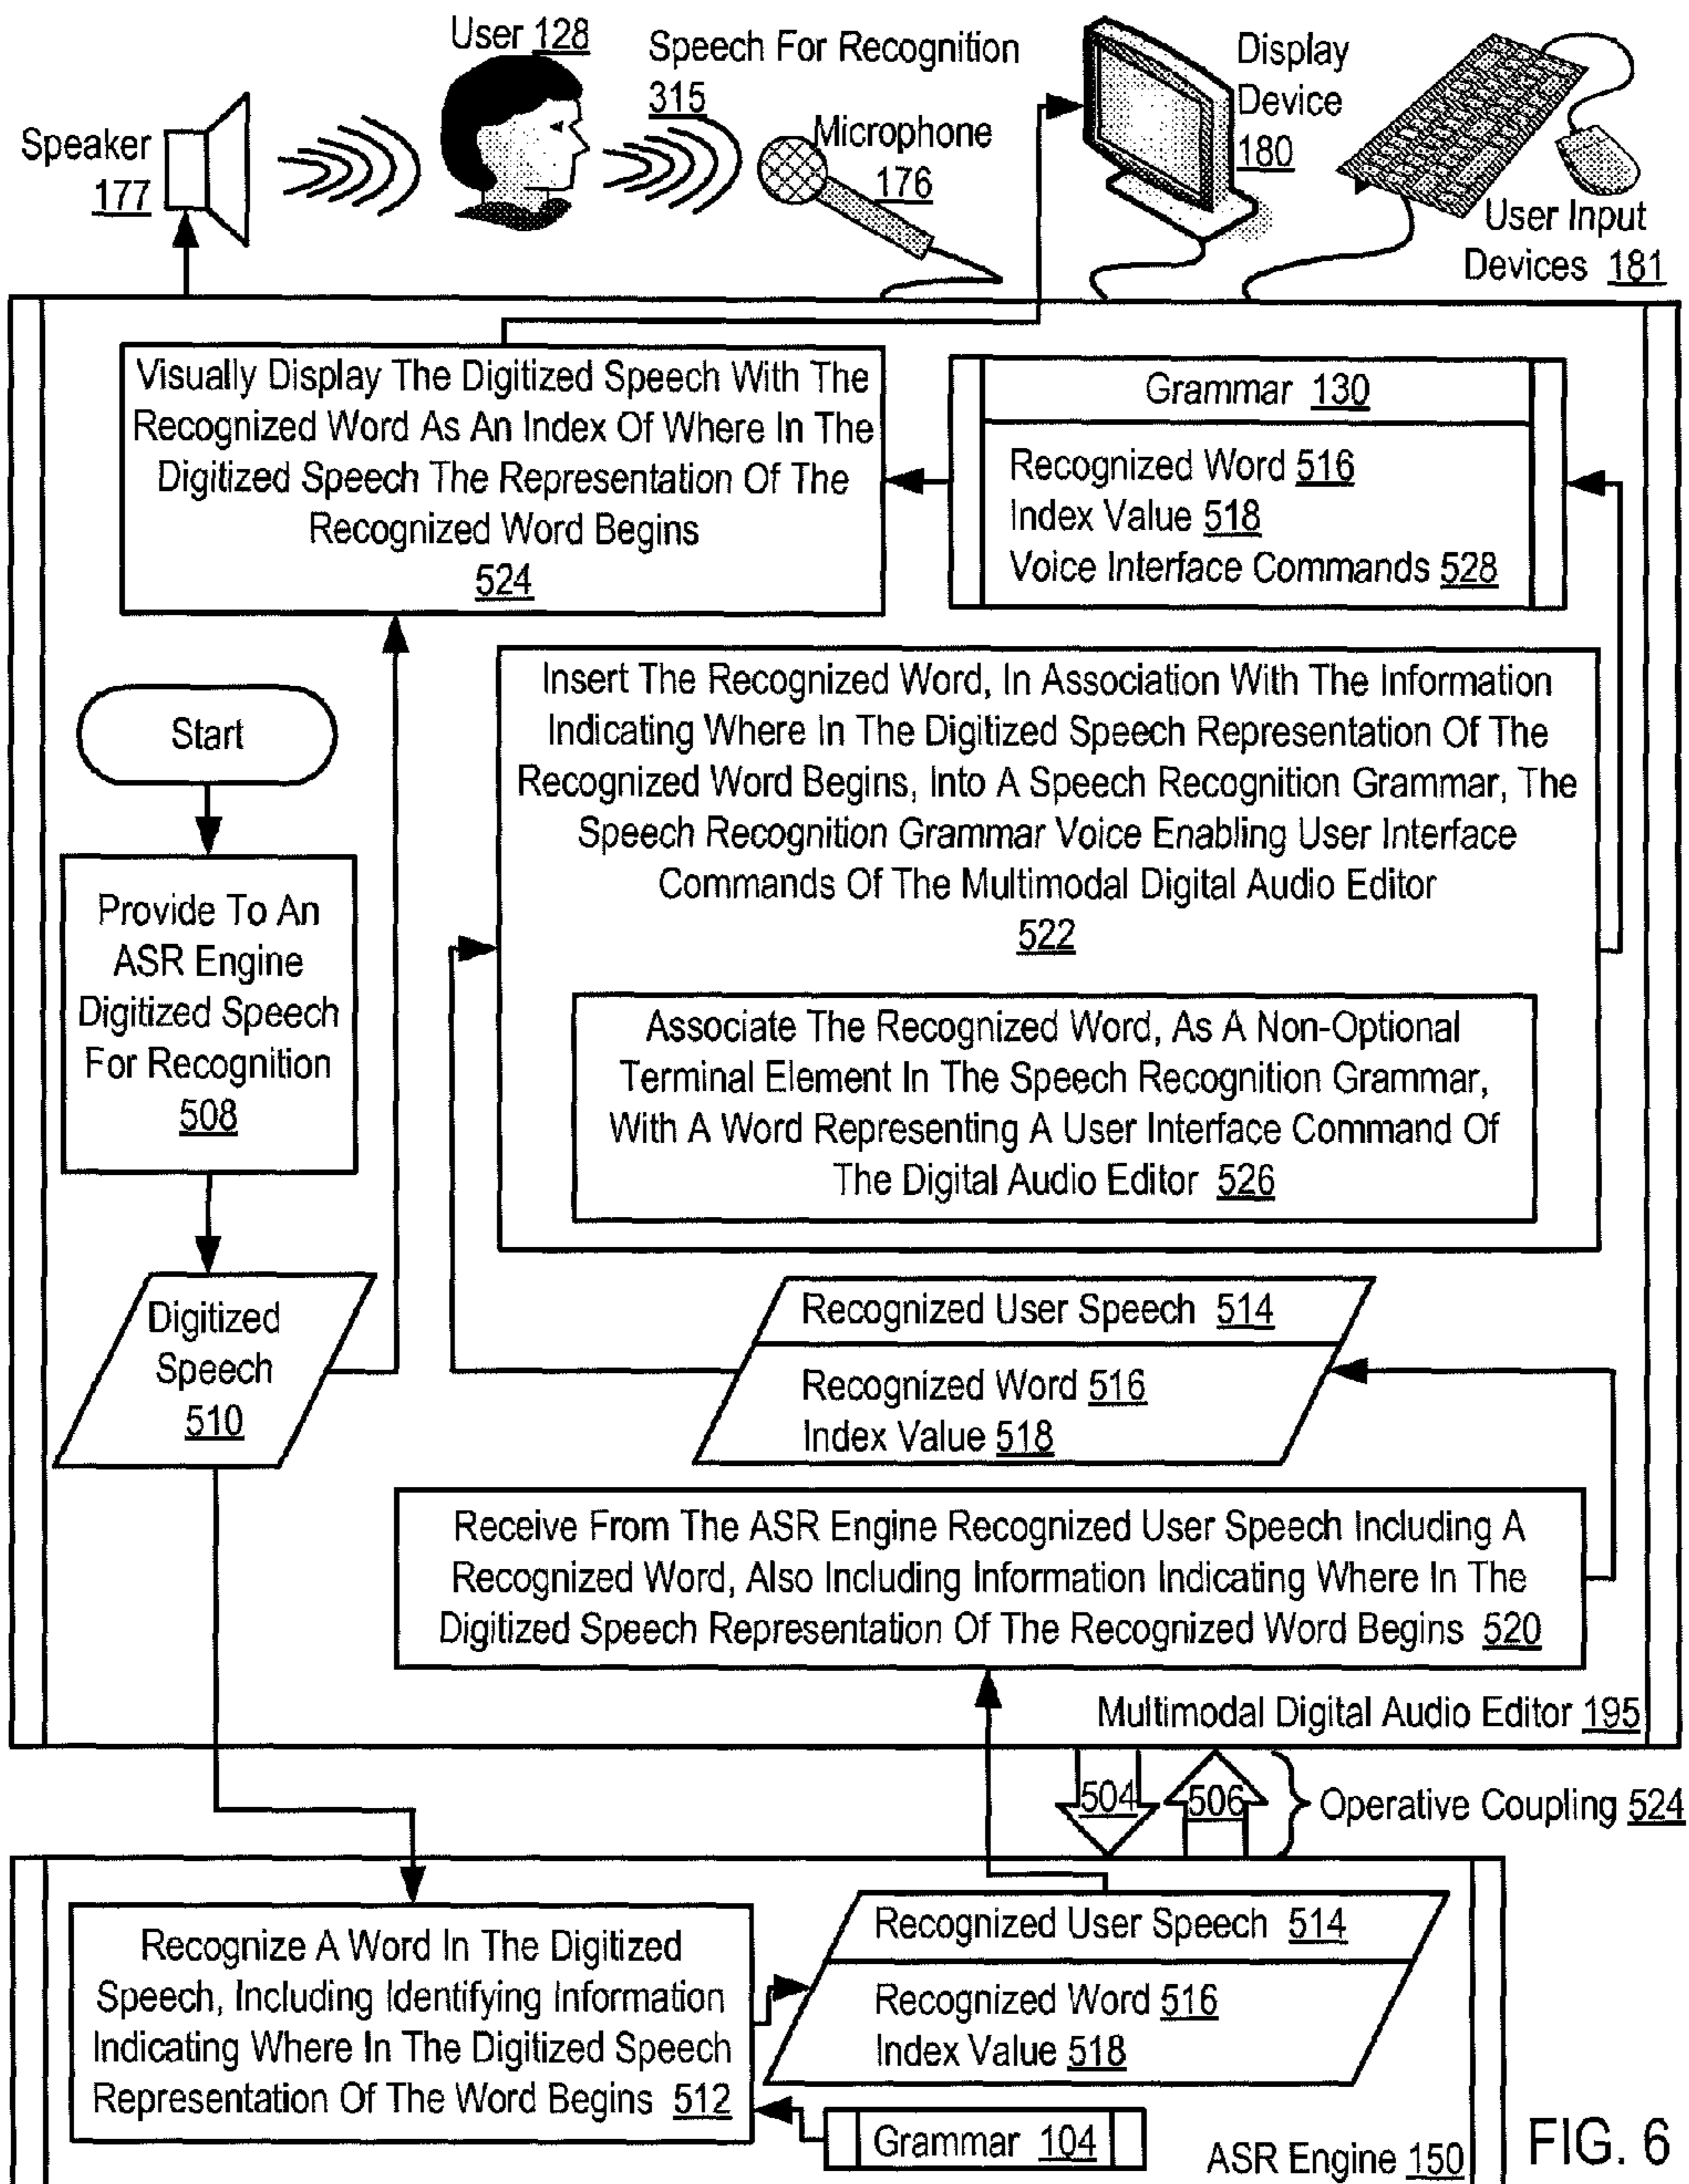 User 128
Speech For Recognition
315
Display
Device
180
Speaker
177
Microphone
176
User Input
Devices 181
Visually Display The Digitized Speech With The
Recognized Word As An Index Of Where In The
Digitized Speech The Representation Of The
Recognized Word Begins
524
Grammar 130
Recognized Word 516
Index Value 518
Voice Interface Commands 528
Start
Insert The Recognized Word, In Association With The Information
Indicating Where In The Digitized Speech Representation Of The
Recognized Word Begins, Into A Speech Recognition Grammar, The
Speech Recognition Grammar Voice Enabling User Interface
Commands Of The Multimodal Digital Audio Editor
522
Provide To An
ASR Engine
Digitized Speech
For Recognition
508
Associate The Recognized Word, As A Non-Optional
Terminal Element In The Speech Recognition Grammar,
With A Word Representing A User Interface Command Of
The Digital Audio Editor 526
Digitized
Speech
510
Recognized User Speech 514
Recognized Word 516
Index Value 518
Receive From The ASR Engine Recognized User Speech Including A
Recognized Word, Also Including Information Indicating Where In The
Digitized Speech Representation Of The Recognized Word Begins 520
Multimodal Digital Audio Editor 195
504
506
Operative Coupling 524
Recognize A Word In The Digitized
Speech, Including Identifying Information
Indicating Where In The Digitized Speech
Representation Of The Word Begins 512
Recognized User Speech 514
Recognized Word 516
Index Value 518
Grammar 104
ASR Engine 150
FIG. 6